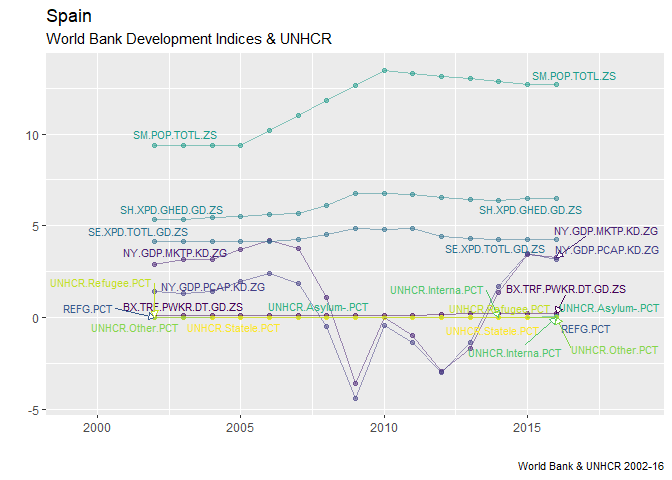 Spain
World Bank Development Indices & UNHCR
SM.POP.TOTL.ZS
10
SM.POP.TOTL.ZS
SH.XPD.GHED.GD.ZS
SH.XPD.GHED.GD.ZS
5
SE.XPD.TOTL.GD.ZS
NY.GDP.MKTP.KD.ZG
SE.XPD.TOTL.GD.ZS
NY.GDP.MKTP.KD.ZG
NY.GDP.PCAP.KD.ZG
UNHCR.Refugee.PCT
NY.GDP.PCAP.KD.ZG
UNHCR.Interna.PCT
BX.TRF.PWKR.DT.GD.ZS
REFG.PCT
BX.TRF.PWKR.DT.GD.ZS
UNHCR.Asylum-.PCT
UNHCR.Refugee.PCT
UNHCR.Asylum-.PCT
0
UNHCR.Other.PCT
UNHCR.Statele.PCT
UNHCR.Statele.PCT
REFG.PCT
UNHCR.Interna.PCT
UNHCR.Other.PCT
-5
2000
2005
2010
2015
World Bank & UNHCR 2002-16